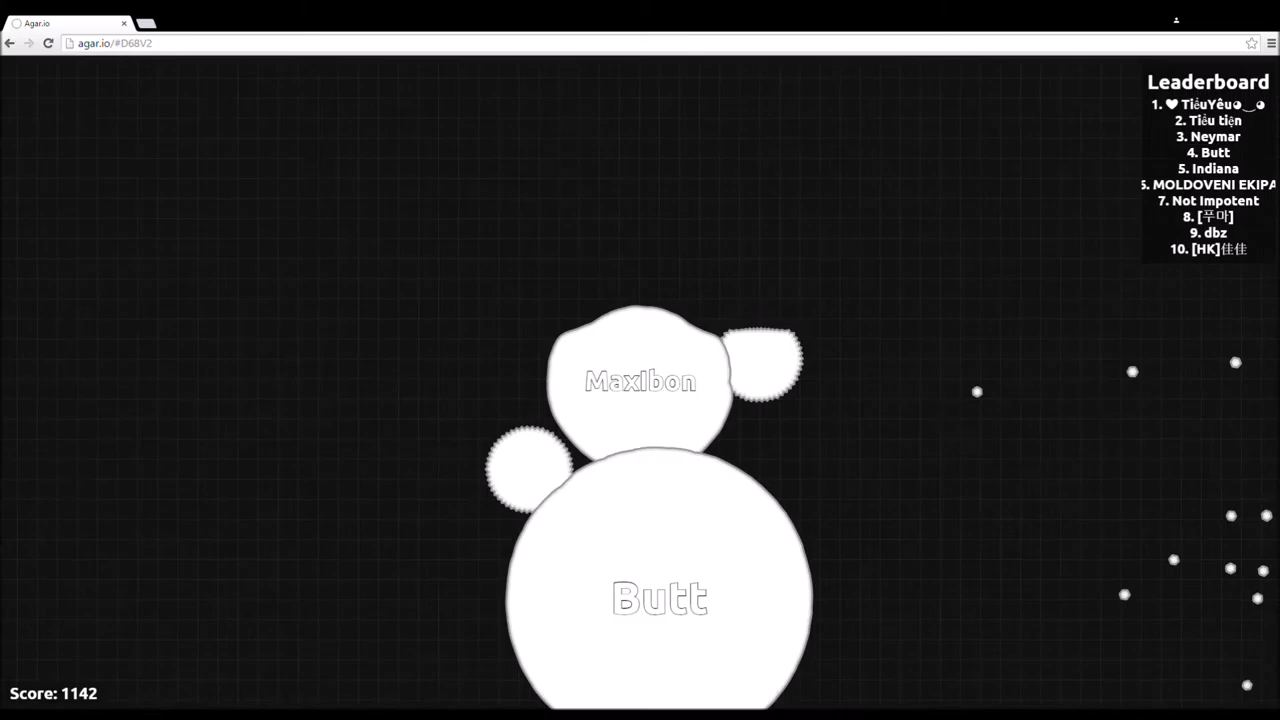 Agar.io
agar.io/#D68V2
Leaderboard
1. ♥ TiểuYêu◕‿◕
2. Tiểu tiện
3. Neymar
4. Butt
5. Indiana
6. MOLDOVENI EKIPA
7. Not Impotent
8. [푸마]
9. dbz
10. [HK]佳佳
MaxIbon
Butt
Score: 1142